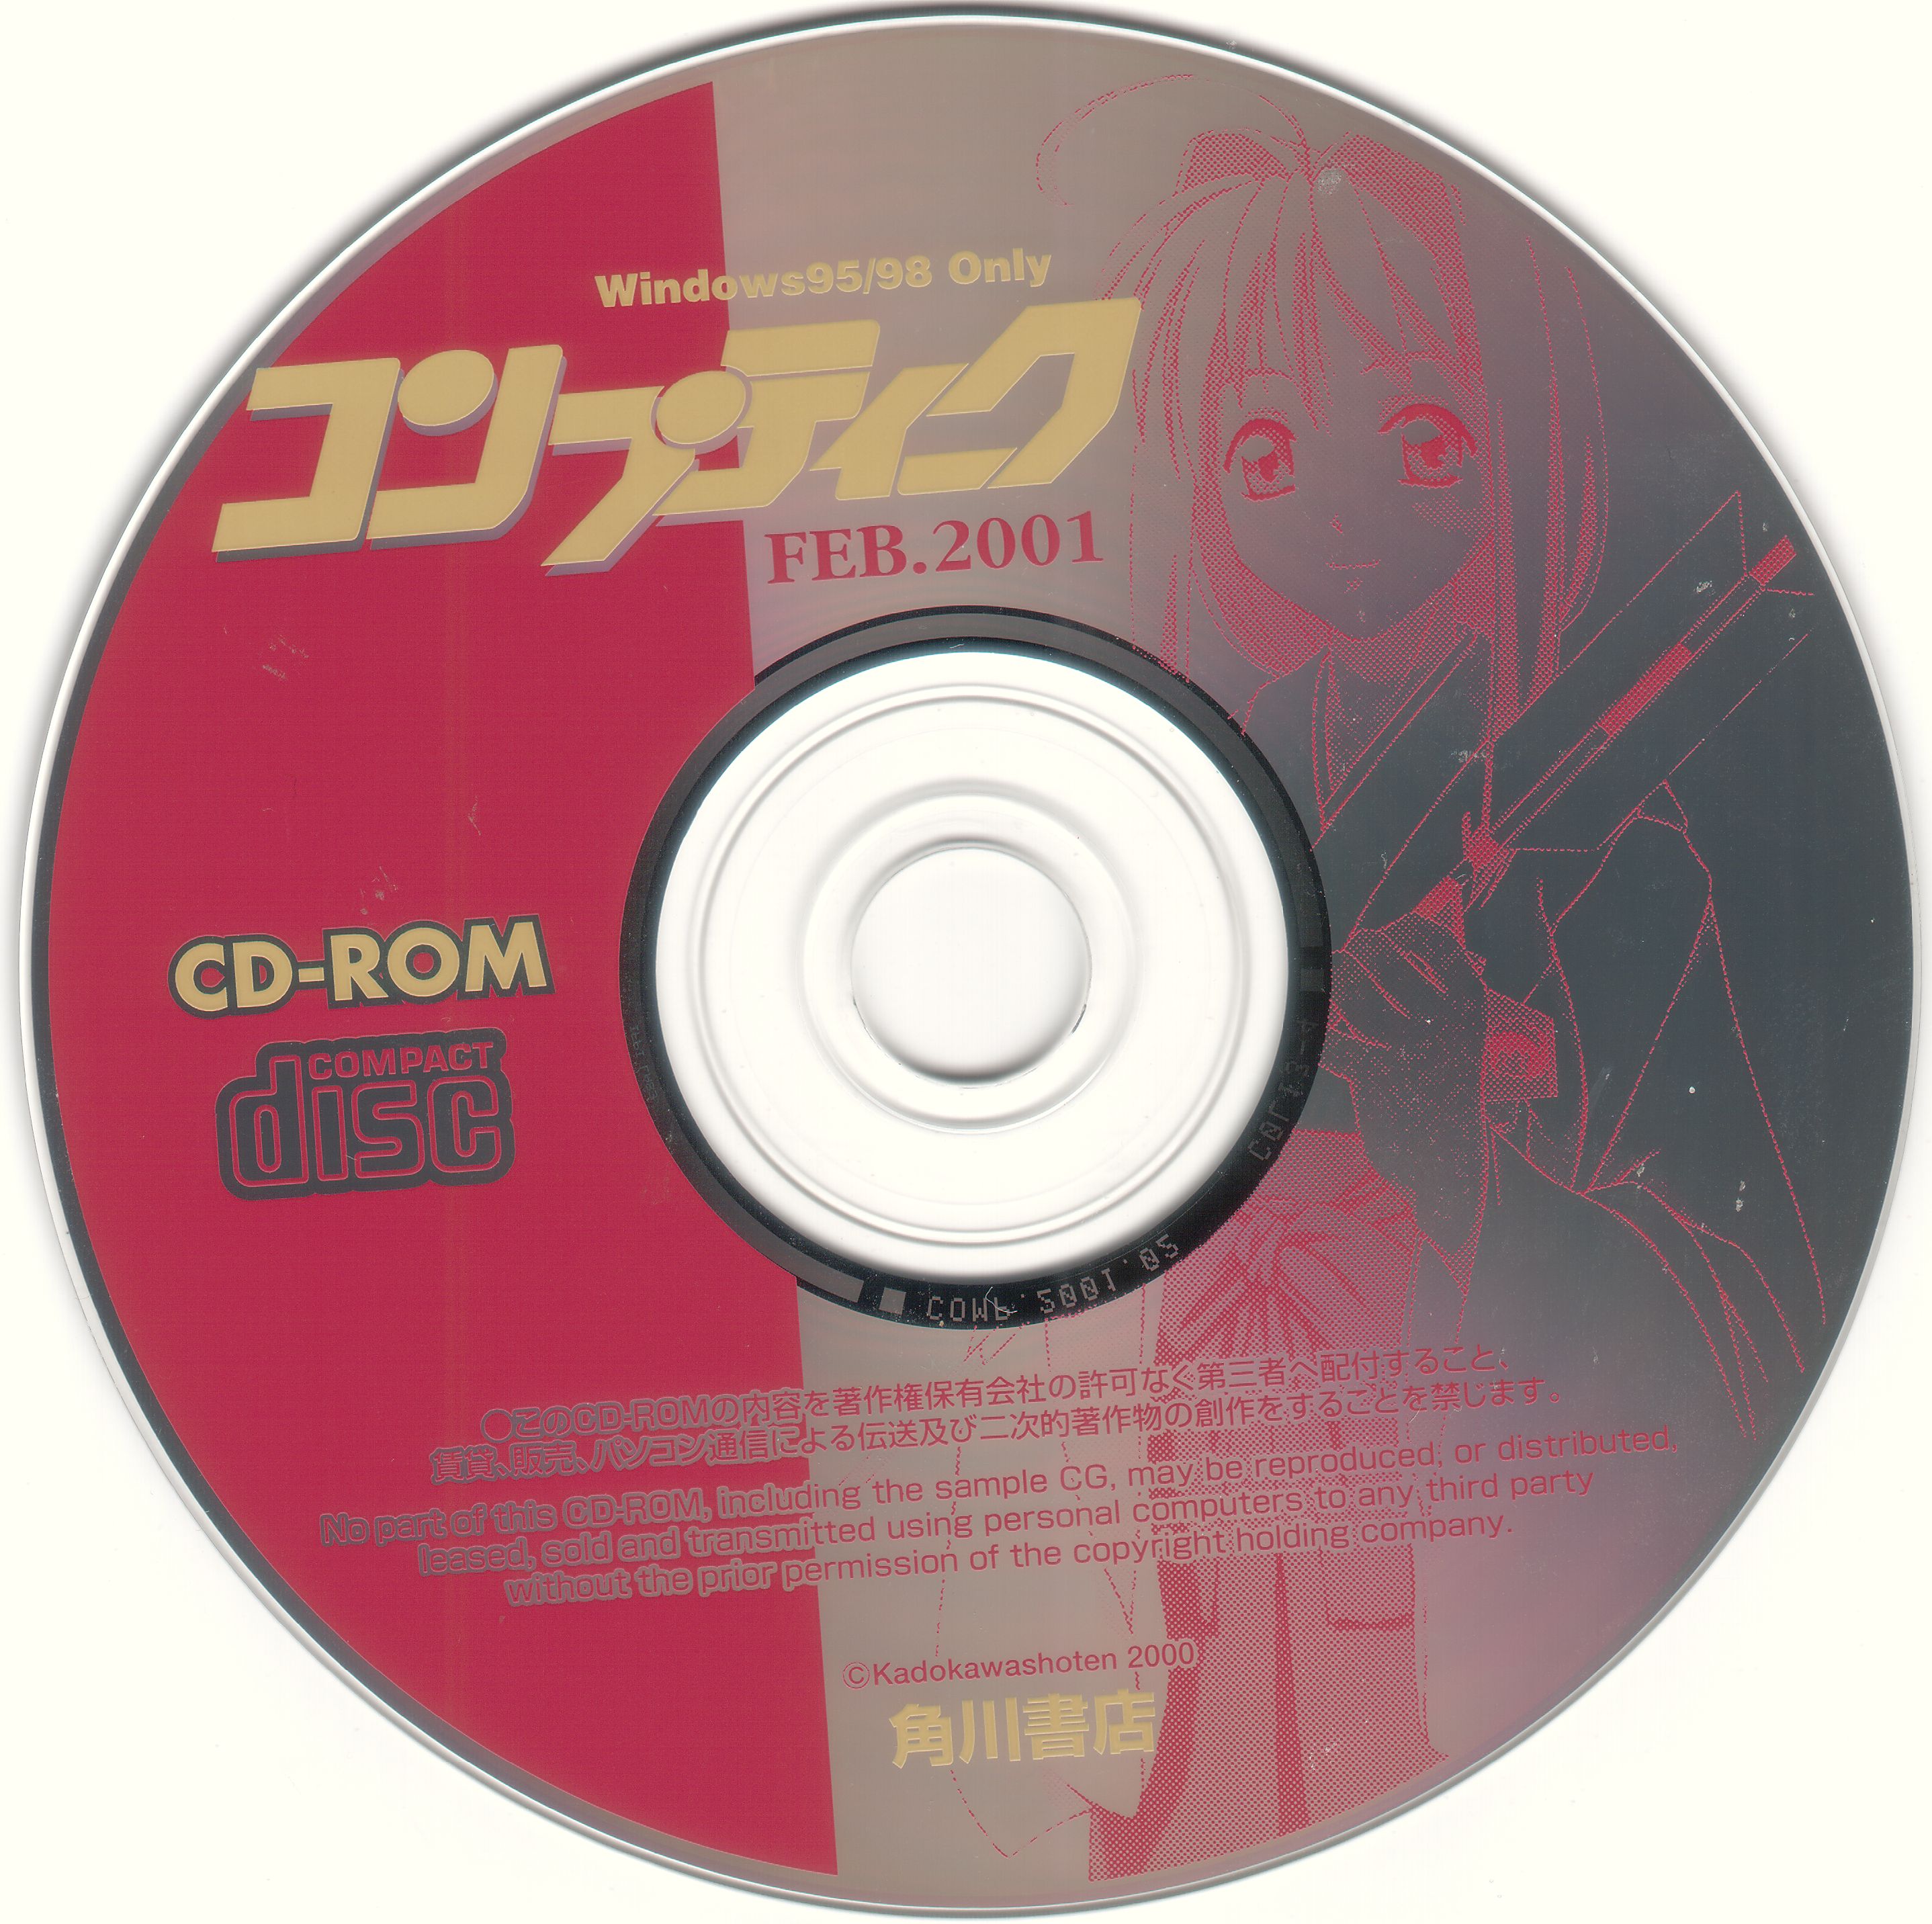 Windows95/98 Only
コンプティーク
FEB.2001
CD-ROM
COMPACT
disc
COMP. 2001.02
●このCD-ROMの内容を著作権保有会社の許可なく第三者へ配付すること、
賃貸、販売、パソコン通信による伝送及び二次的著作物の創作をすることを禁じます。
No part of this CD-ROM, including the sample CG, may be reproduced, or distributed,
leased, sold and transmitted using personal computers to any third party
without the prior permission of the copyright holding company.
©Kadokawashoten 2000
角川書店